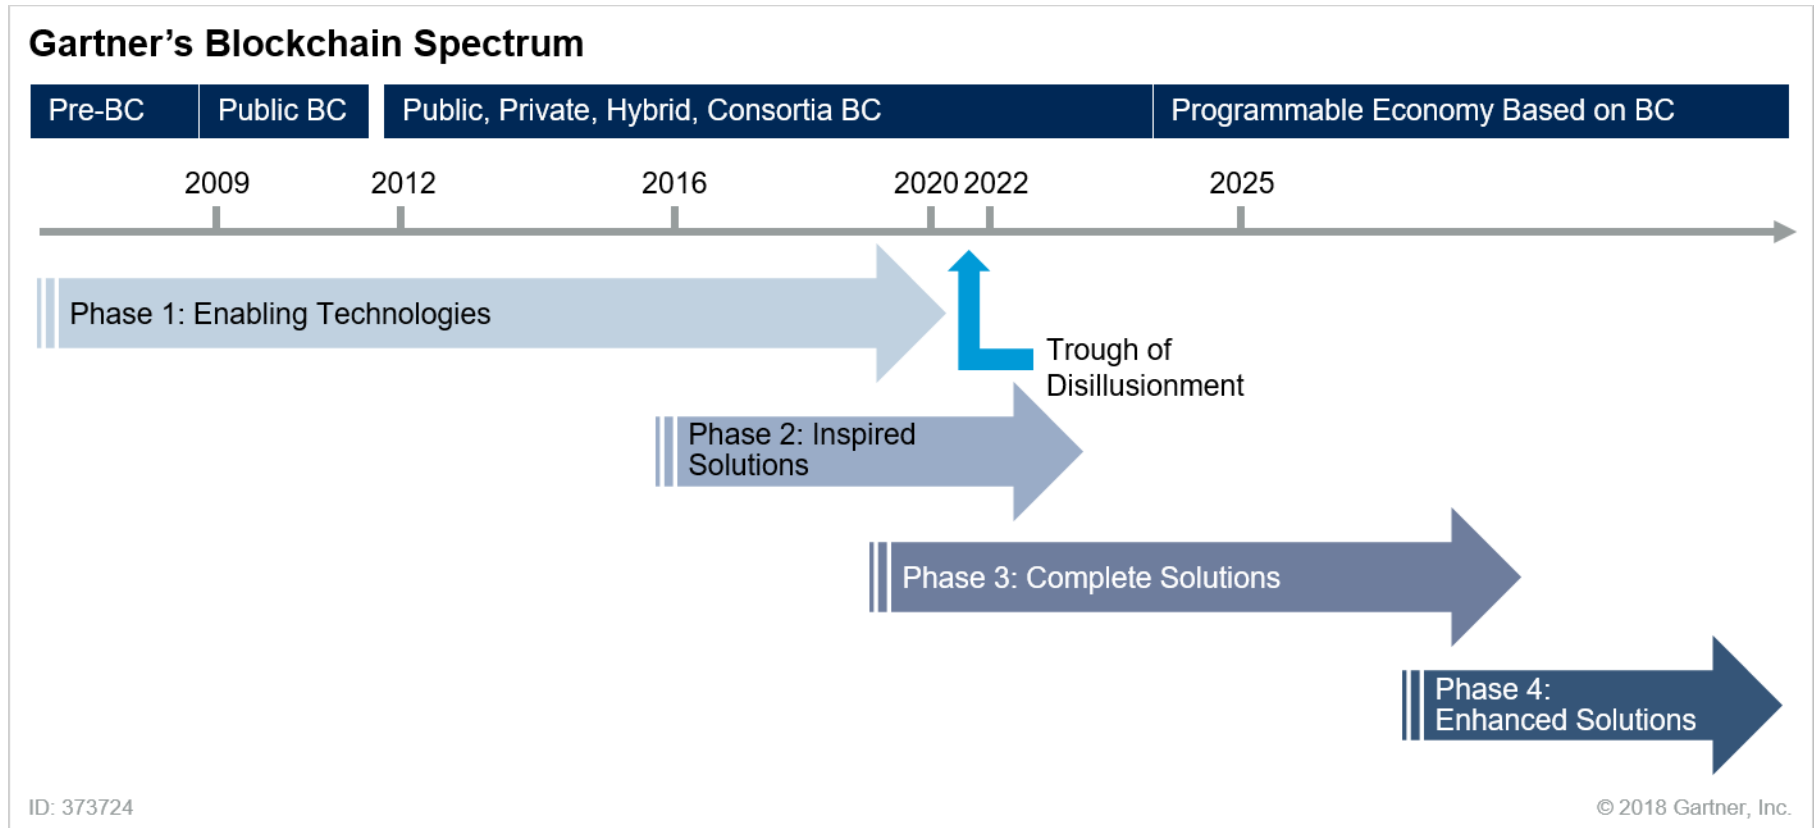 Gartner’s Blockchain Spectrum
Pre-BC
Public BC
Public, Private, Hybrid, Consortia BC
Programmable Economy Based on BC
2009
2012
2016
2020
2022
2025
Phase 1: Enabling Technologies
Trough of
Disillusionment
Phase 2: Inspired
Solutions
Phase 3: Complete Solutions
Phase 4:
Enhanced Solutions
ID: 373724
© 2018 Gartner, Inc.